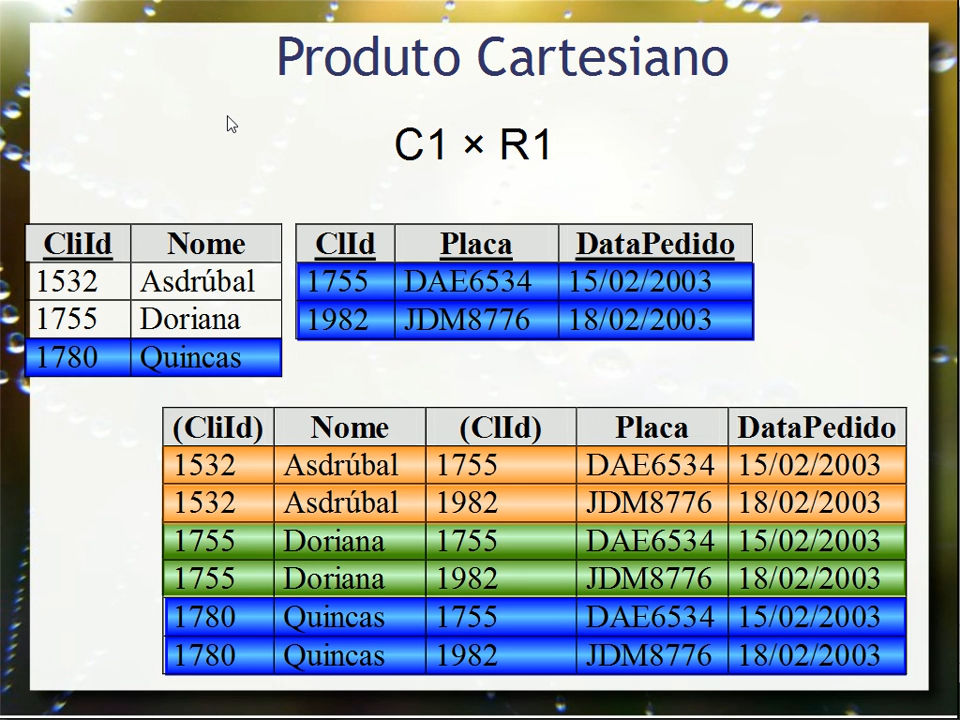 Produto Cartesiano
C1 × R1
CliId Nome
1532 Asdrúbal
1755 Doriana
1780 Quincas
ClId Placa DataPedido
1755 DAE6534 15/02/2003
1982 JDM8776 18/02/2003
(CliId) Nome (ClId) Placa DataPedido
1532 Asdrúbal 1755 DAE6534 15/02/2003
1532 Asdrúbal 1982 JDM8776 18/02/2003
1755 Doriana 1755 DAE6534 15/02/2003
1755 Doriana 1982 JDM8776 18/02/2003
1780 Quincas 1755 DAE6534 15/02/2003
1780 Quincas 1982 JDM8776 18/02/2003